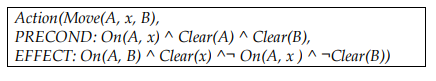 Action(Move(A, x, B),
PRECOND: On(A, x) ^ Clear(A) ^ Clear(B),
EFFECT: On(A, B) ^ Clear(x) ^¬ On(A, x ) ^ ¬Clear(B))